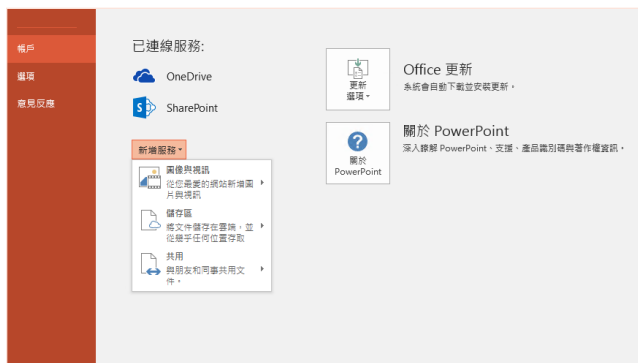 帳戶
選項
意見反應
已連線服務:
OneDrive
SharePoint
新增服務
圖像與視訊
從您最愛的網站新增圖
片與視訊
儲存區
將文件儲存在雲端，並
從幾乎任何位置存取
共用
與朋友和同事共用文
件。
更新
選項
Office 更新
系統會自動下載並安裝更新。
關於
PowerPoint
關於 PowerPoint
深入瞭解 PowerPoint、支援、產品識別碼與著作權資訊。